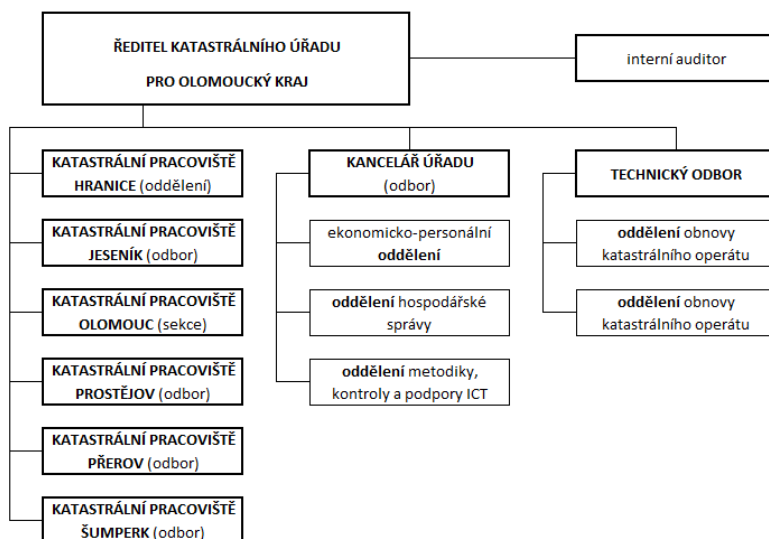 ŘEDITEL KATASTRÁLNÍHO ÚŘADU
PRO OLOMOUCKÝ KRAJ
interní auditor
KATASTRÁLNÍ PRACOVIŠTĚ
HRANICE (oddělení)
KATASTRÁLNÍ PRACOVIŠTĚ
JESENÍK (odbor)
KATASTRÁLNÍ PRACOVIŠTĚ
OLOMOUC (sekce)
KATASTRÁLNÍ PRACOVIŠTĚ
PROSTĚJOV (odbor)
KATASTRÁLNÍ PRACOVIŠTĚ
PŘEROV (odbor)
KATASTRÁLNÍ PRACOVIŠTĚ
ŠUMPERK (odbor)
KANCELÁŘ ÚŘADU
(odbor)
ekonomicko-personální
oddělení
oddělení hospodářské
správy
oddělení metodiky,
kontroly a podpory ICT
TECHNICKÝ ODBOR
oddělení obnovy
katastrálního operátu
oddělení obnovy
katastrálního operátu